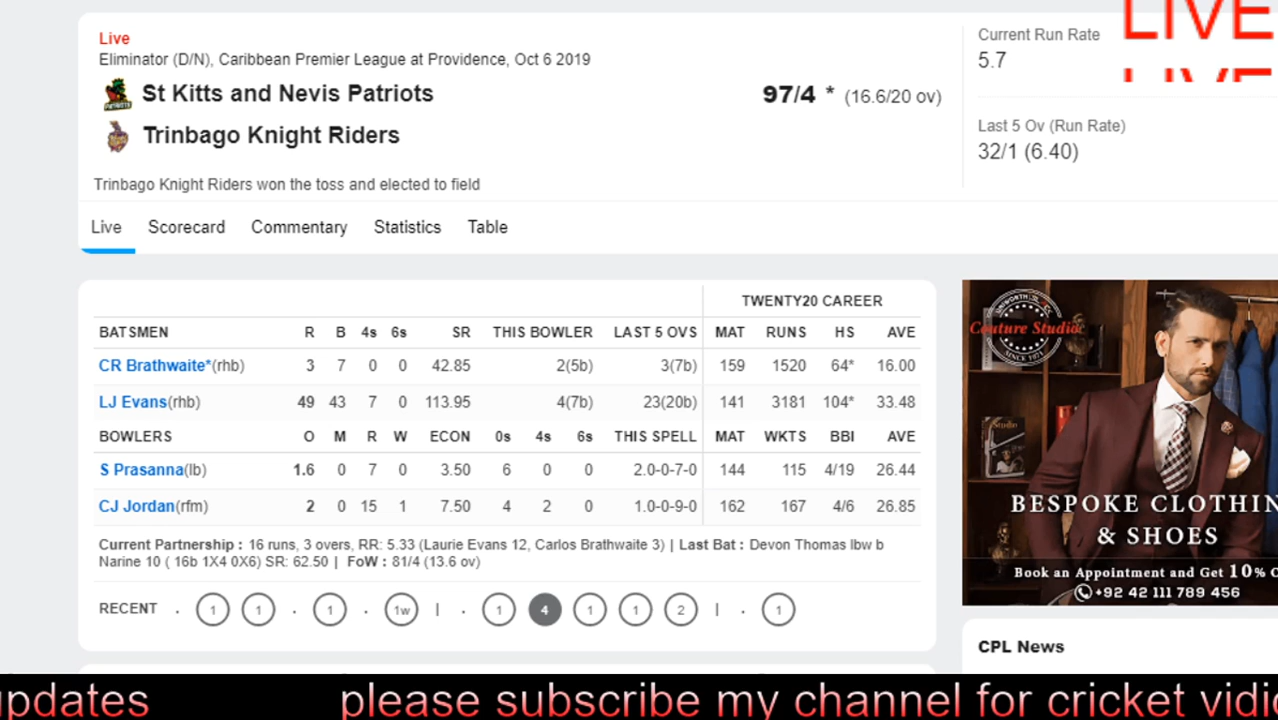 LIVE
Live
Eliminator (D/N), Caribbean Premier League at Providence, Oct 6 2019
St Kitts and Nevis Patriots 97/4 * (16.6/20 ov)
Trinbago Knight Riders
Trinbago Knight Riders won the toss and elected to field
Current Run Rate
5.7
Last 5 Ov (Run Rate)
32/1 (6.40)
Live Scorecard Commentary Statistics Table
TWENTY20 CAREER
BATSMEN R B 4s 6s SR THIS BOWLER LAST 5 OVS MAT RUNS HS AVE
CR Brathwaite*(rhb) 3 7 0 0 42.85 2(5b) 3(7b) 159 1520 64* 16.00
LJ Evans(rhb) 49 43 7 0 113.95 4(7b) 23(20b) 141 3181 104* 33.48
BOWLERS O M R W ECON 0s 4s 6s THIS SPELL MAT WKTS BBI AVE
S Prasanna(lb) 1.6 0 7 0 3.50 6 0 0 2.0-0-7-0 144 115 4/19 26.44
CJ Jordan(rfm) 2 0 15 1 7.50 4 2 0 1.0-0-9-0 162 167 4/6 26.85
Current Partnership : 16 runs, 3 overs, RR: 5.33 (Laurie Evans 12, Carlos Brathwaite 3) | Last Bat : Devon Thomas lbw b
Narine 10 ( 16b 1X4 0X6) SR: 62.50 | FoW : 81/4 (13.6 ov)
RECENT . 1 1 . 1 . 1w | . 1 4 1 1 2 | . 1
Couture Studio
SINCE 1971
BESPOKE CLOTHIN
& SHOES
Book an Appointment and Get 10%
+92 42 111 789 456
CPL News
updates please subscribe my channel for cricket vidi